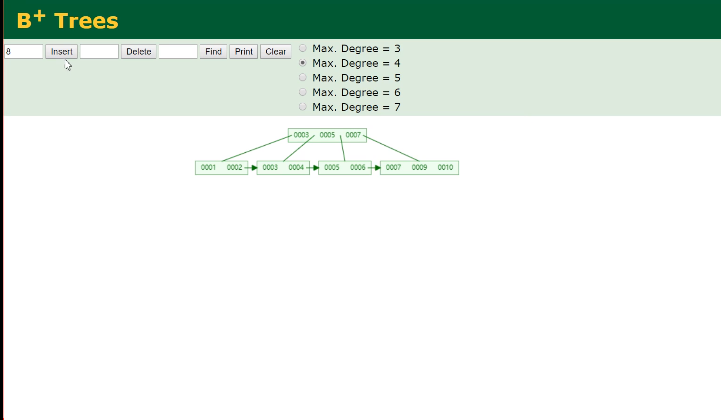 B+ Trees
8 Insert Delete Find Print Clear
Max. Degree = 3
Max. Degree = 4
Max. Degree = 5
Max. Degree = 6
Max. Degree = 7
0003 0005 0007
0001 0002 0003 0004 0005 0006 0007 0009 0010